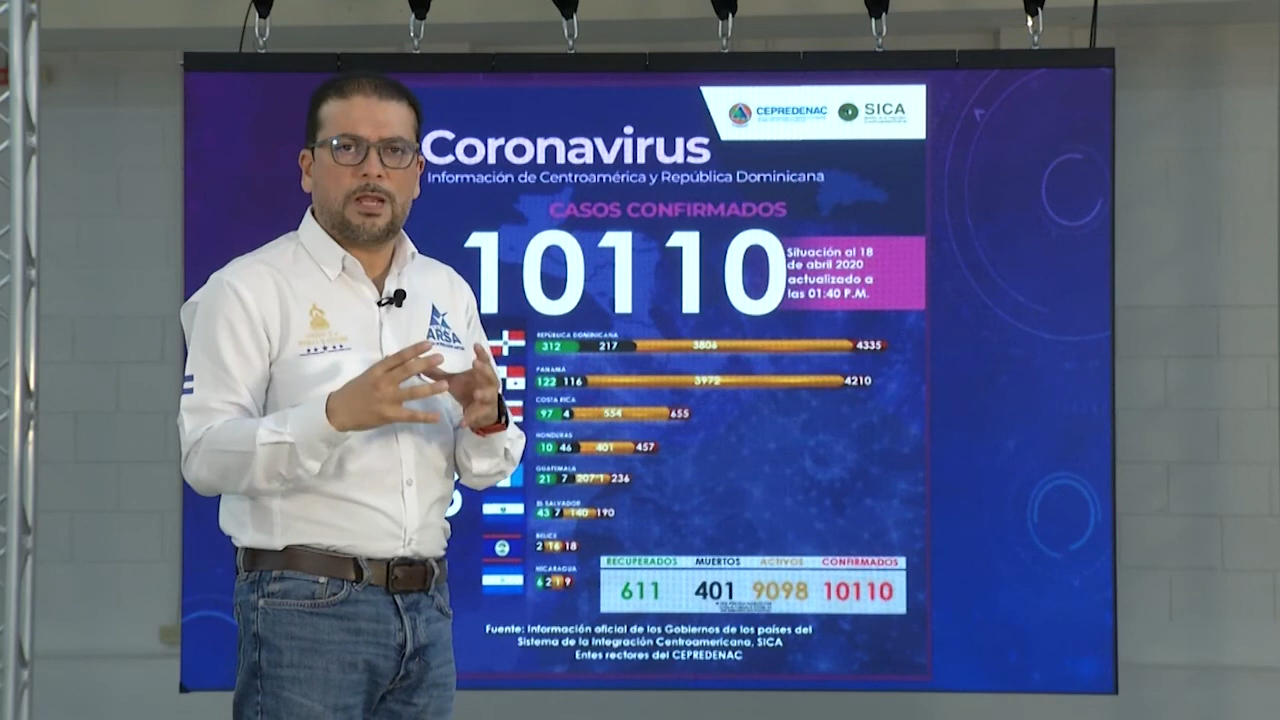 CEPREDENAC
SICA
Coronavirus
Información de Centroamérica y República Dominicana
CASOS CONFIRMADOS
10110
Situación al 18
de abril 2020
actualizado a
las 01:40 P.M.
ARSA
REPÚBLICA DOMINICANA
312 217 3806 4335
PANAMÁ
122 116 3972 4210
COSTA RICA
97 4 554 655
HONDURAS
10 46 401 457
GUATEMALA
21 7 207 1 236
EL SALVADOR
43 7 140 190
BELICE
2 16 18
NICARAGUA
6 2 1 9
RECUPERADOS MUERTOS ACTIVOS CONFIRMADOS
611 401 9098 10110
Fuente: Información oficial de los Gobiernos de los países del
Sistema de la Integración Centroamericana, SICA
Entes rectores del CEPREDENAC